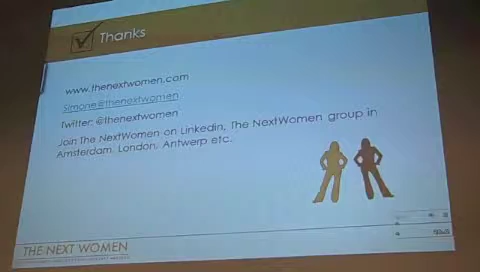 Thanks
www.thenextwomen.com
Simone@thenextwomen
Twitter: @thenextwomen
Join The NextWomen on Linkedin, The NextWomen group in
Amsterdam, London, Antwerp etc.
THE NEXT WOMEN